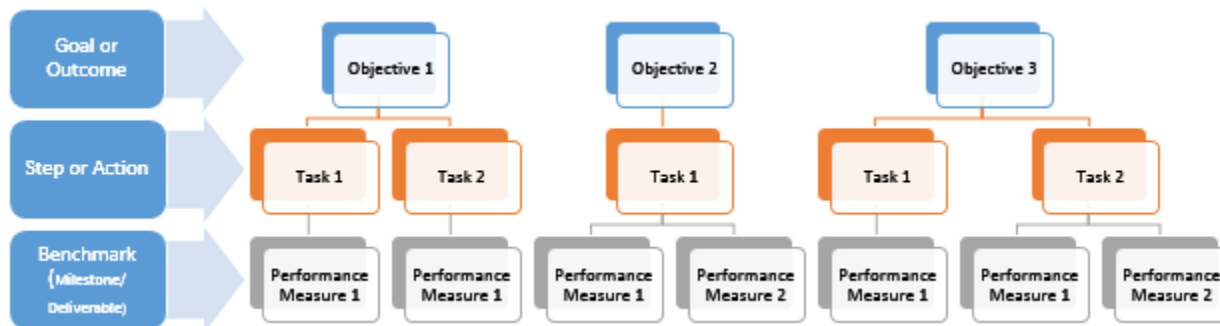 Goal or
Outcome
Objective 1
Objective 2
Objective 3
Step or Action
Task 1
Task 2
Task 1
Task 1
Task 2
Benchmark
(Milestone/
Deliverable)
Performance
Measure 1
Performance
Measure 1
Performance
Measure 1
Performance
Measure 2
Performance
Measure 1
Performance
Measure 1
Performance
Measure 2